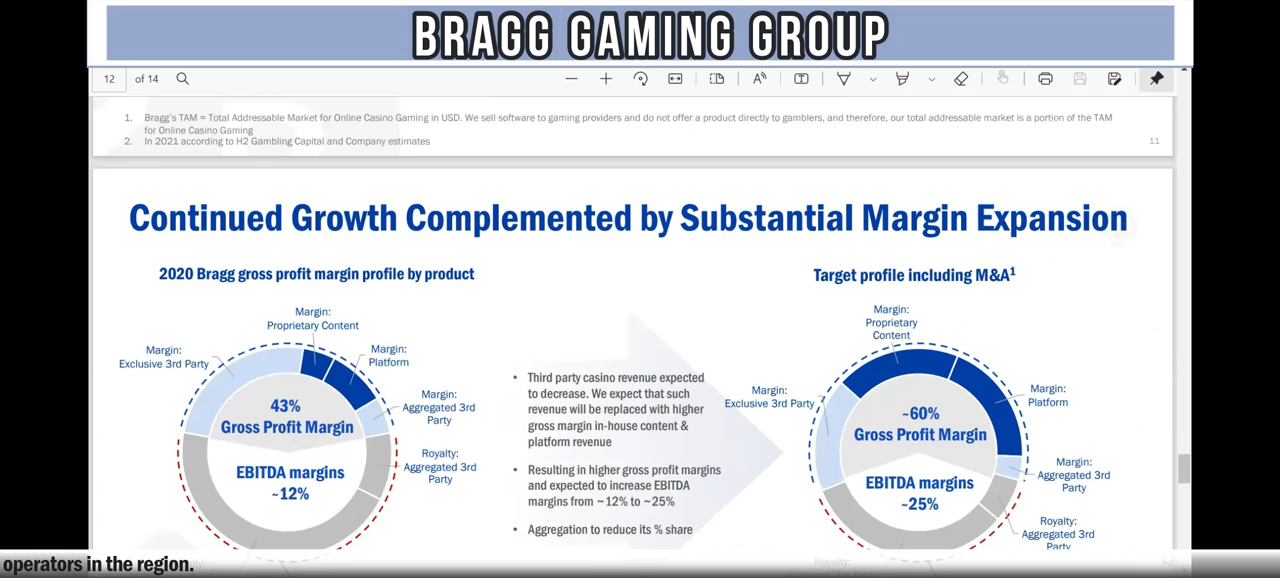 BRAGG GAMING GROUP
12 of 14
1. Bragg's TAM = Total Addressable Market for Online Casino Gaming in USD. We sell software to gaming providers and do not offer a product directly to gamblers, and therefore, our total addressable market is a portion of the TAM
for Online Casino Gaming
2. In 2021 according to H2 Gambling Capital and Company estimates
11
Continued Growth Complemented by Substantial Margin Expansion
2020 Bragg gross profit margin profile by product
Margin:
Proprietary Content
Margin:
Exclusive 3rd Party
Margin:
Platform
Margin:
Aggregated 3rd
Party
Royalty:
Aggregated 3rd
Party
43%
Gross Profit Margin
EBITDA margins
~12%
• Third party casino revenue expected
to decrease. We expect that such
revenue will be replaced with higher
gross margin in-house content &
platform revenue
• Resulting in higher gross profit margins
and expected to increase EBITDA
margins from ~12% to ~25%
• Aggregation to reduce its % share
Target profile including M&A¹
Margin:
Proprietary
Content
Margin:
Exclusive 3rd Party
Margin:
Platform
Margin:
Aggregated 3rd
Party
Royalty:
Aggregated 3rd
Party
~60%
Gross Profit Margin
EBITDA margins
~25%
operators in the region.